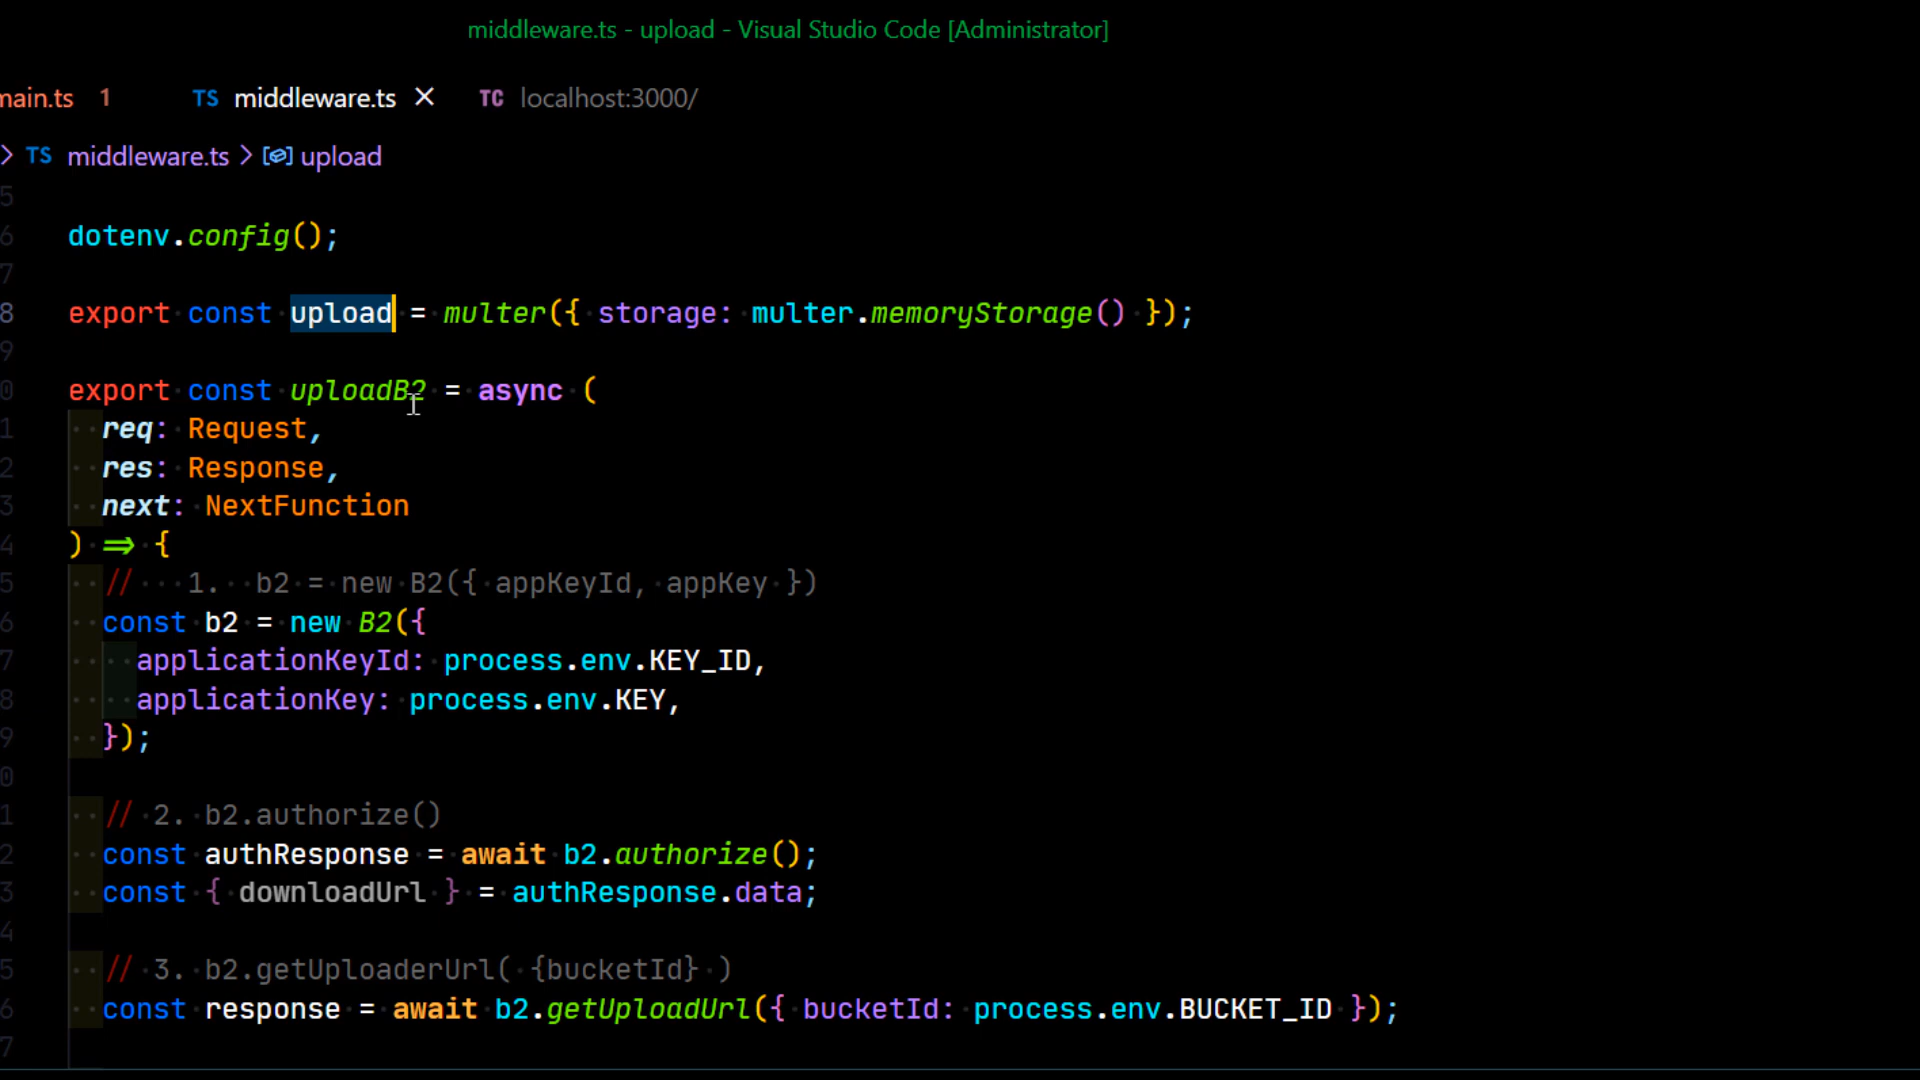 middleware.ts - upload - Visual Studio Code [Administrator]
main.ts 1 TS middleware.ts × TC localhost:3000/
> TS middleware.ts > upload
5
6 dotenv.config();
7
8 export const upload = multer({ storage: multer.memoryStorage() });
9
0 export const uploadB2 = async (
1 req: Request,
2 res: Response,
3 next: NextFunction
4 ) => {
5 // 1. b2 = new B2({ appKeyId, appKey })
6 const b2 = new B2({
7 applicationKeyId: process.env.KEY_ID,
8 applicationKey: process.env.KEY,
9 });
0
1 // 2. b2.authorize()
2 const authResponse = await b2.authorize();
3 const { downloadUrl } = authResponse.data;
4
5 // 3. b2.getUploaderUrl( {bucketId} )
6 const response = await b2.getUploadUrl({ bucketId: process.env.BUCKET_ID });
7